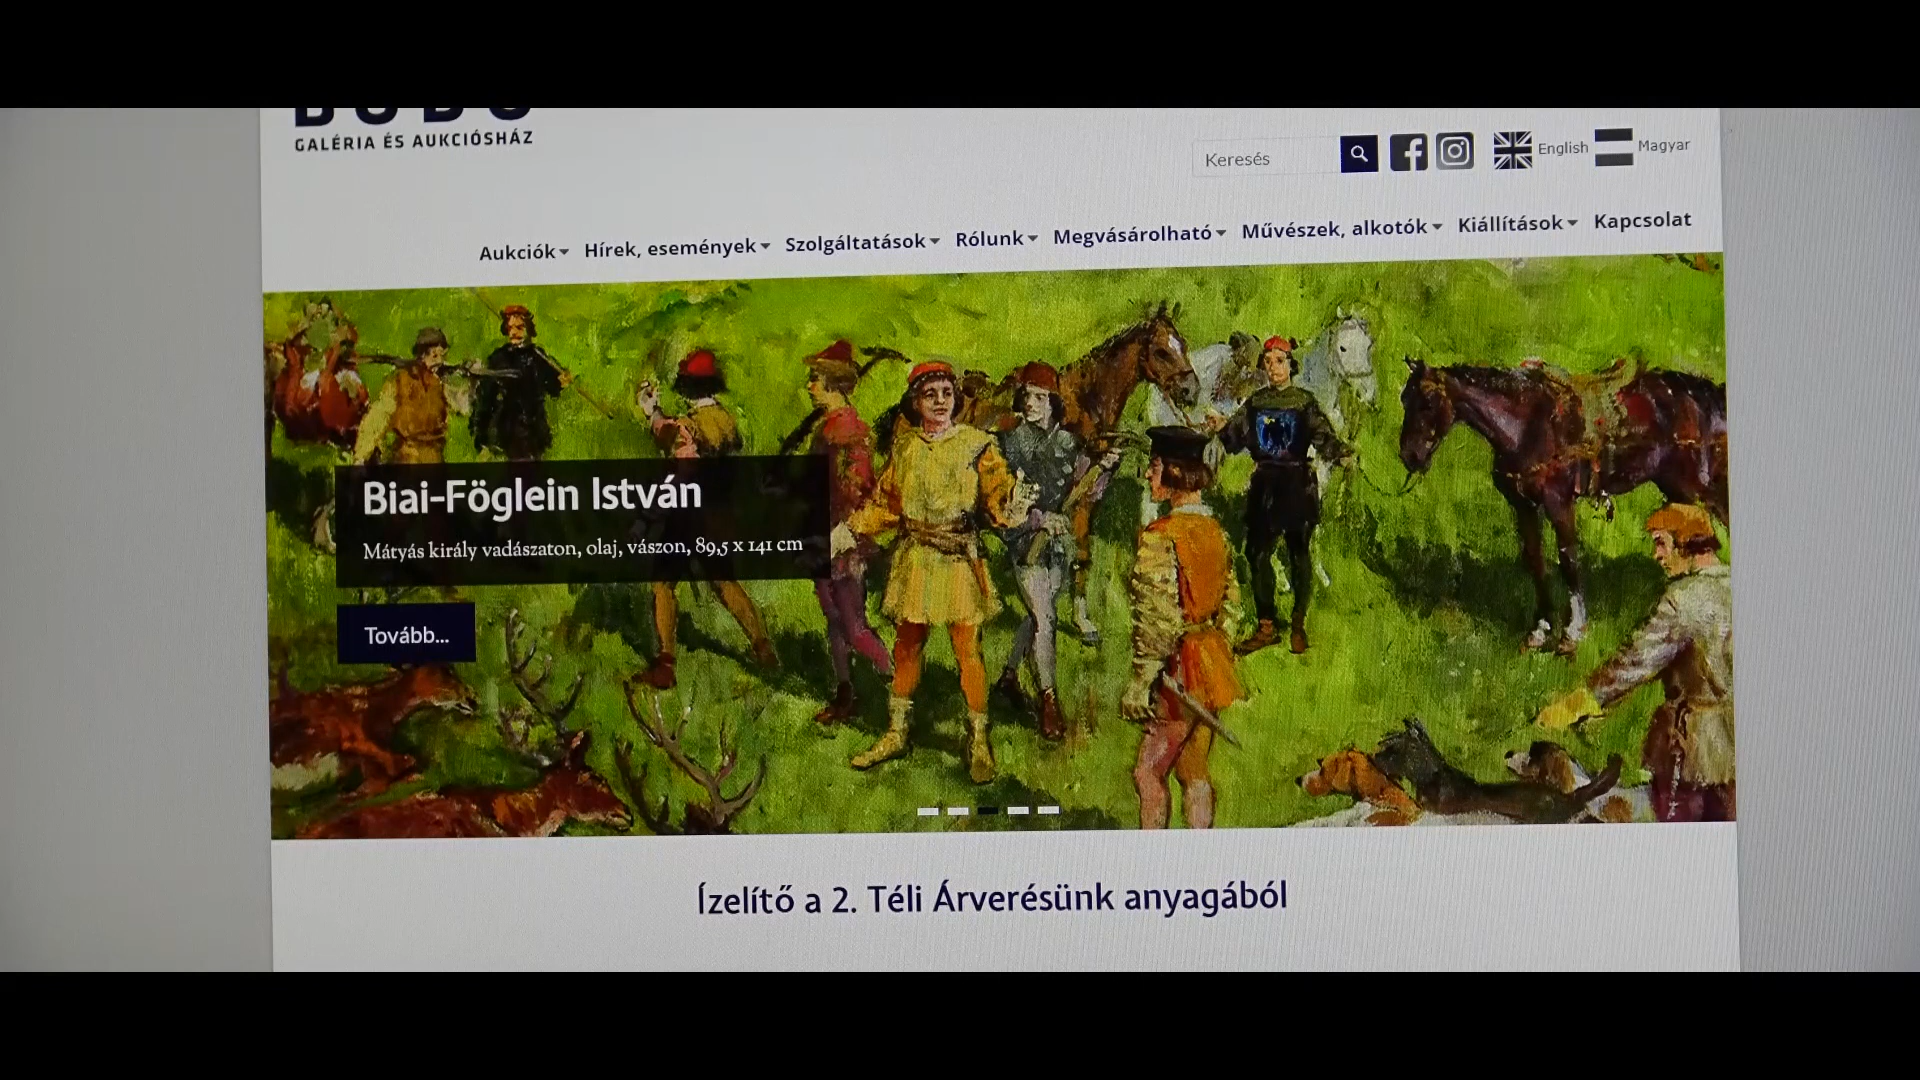 GALÉRIA ÉS AUKCIÓSHÁZ
Keresés
English
Magyar
Aukciók
Hírek, események
Szolgáltatások
Rólunk
Megvásárolható
Művészek, alkotók
Kiállítások
Kapcsolat
Biai-Föglein István
Mátyás király vadászaton, olaj, vászon, 89,5 x 141 cm
Tovább...
Ízelítő a 2. Téli Árverésünk anyagából